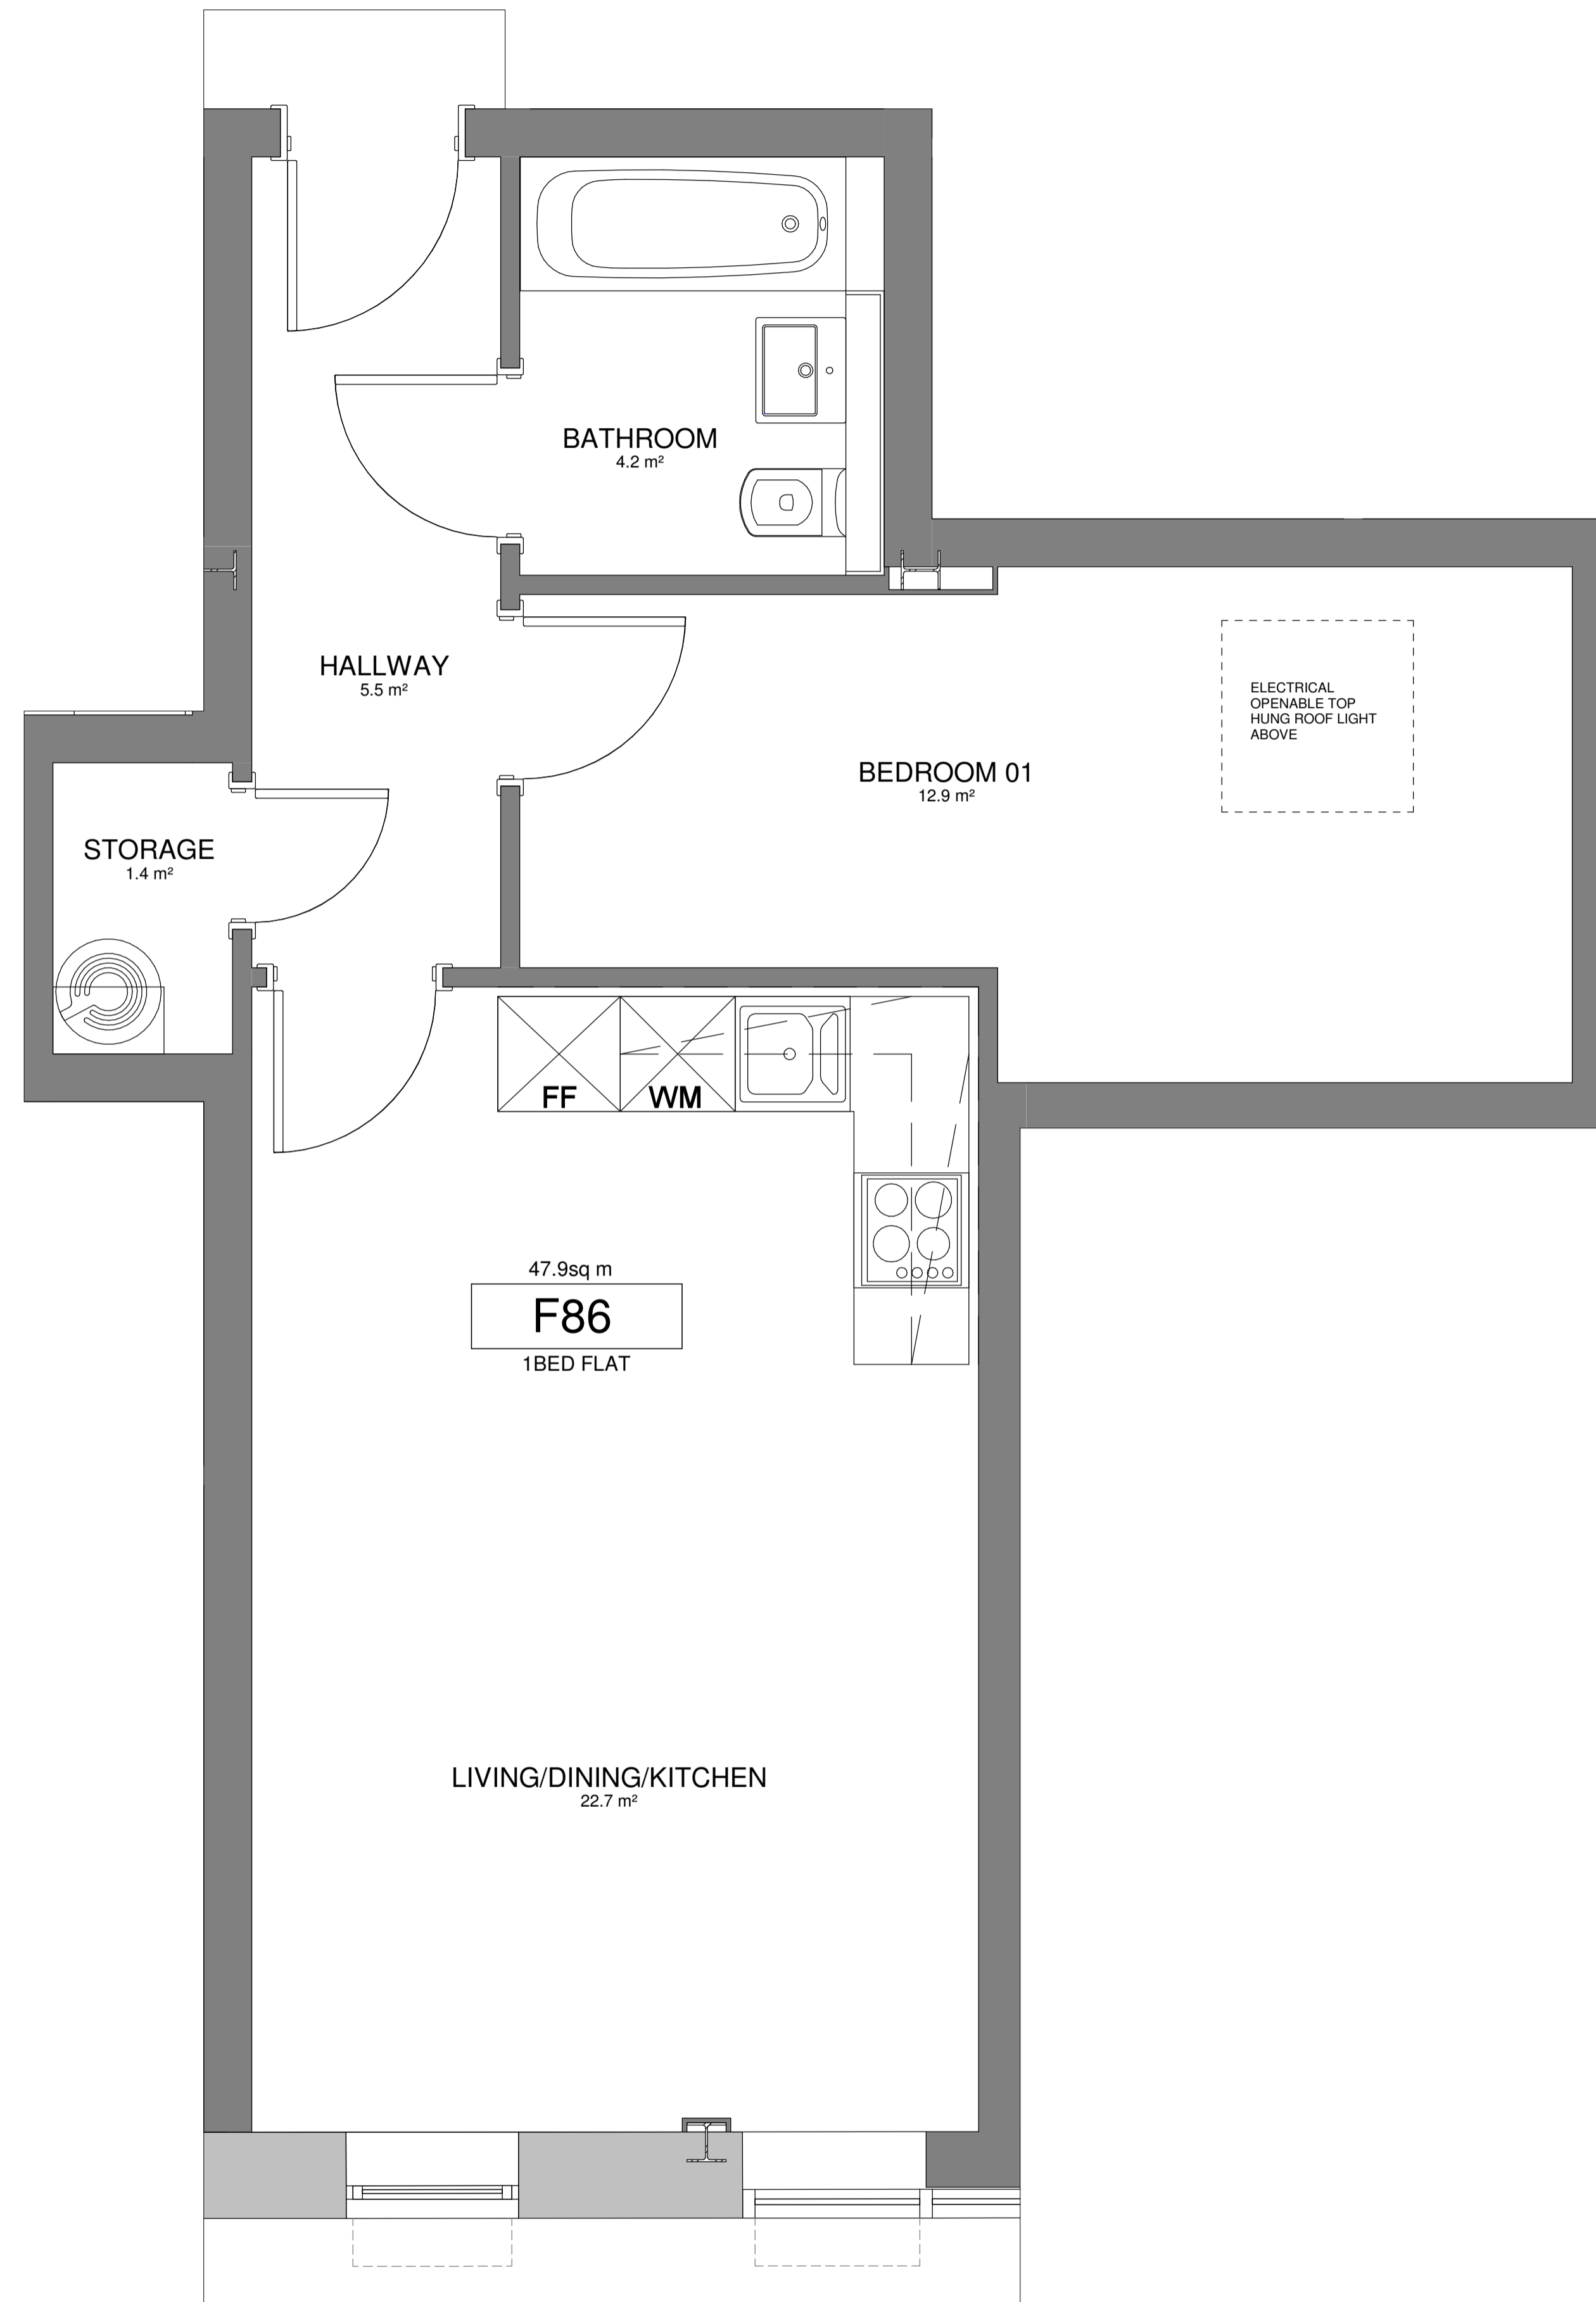 BATHROOM
4.2 m²
HALLWAY
5.5 m²
ELECTRICAL
OPENABLE TOP
HUNG ROOF LIGHT
ABOVE
BEDROOM 01
12.9 m²
STORAGE
1.4 m²
FF
WM
47.9sq m
F86
1BED FLAT
LIVING/DINING/KITCHEN
22.7 m²